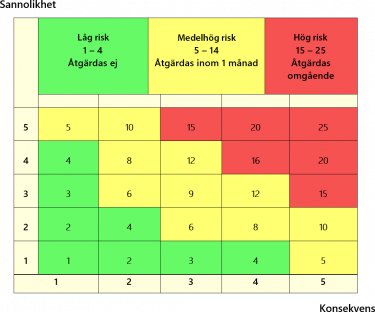 Sannolikhet
Låg risk
1 – 4
Åtgärdas ej
Medelhög risk
5 – 14
Åtgärdas inom 1 månad
Hög risk
15 – 25
Åtgärdas
omgående
5 5 10 15 20 25
4 4 8 12 16 20
3 3 6 9 12 15
2 2 4 6 8 10
1 1 2 3 4 5
1 2 3 4 5
Konsekvens